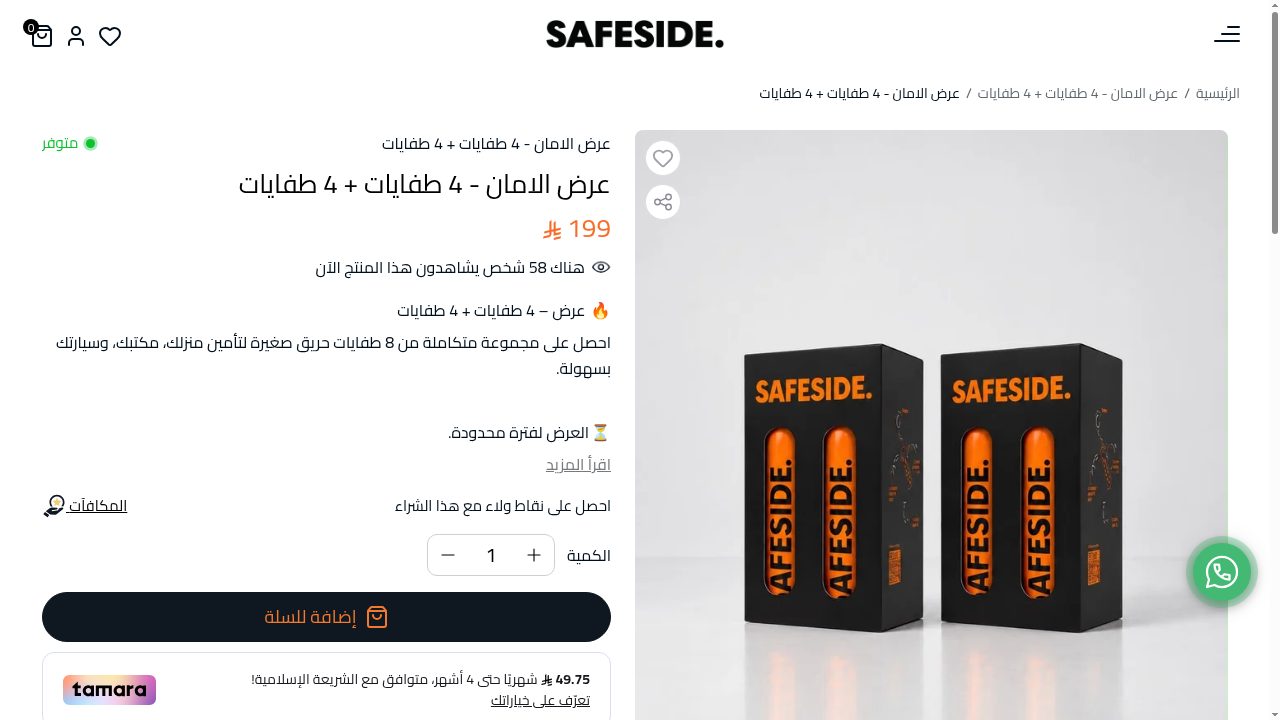 0
SAFESIDE.
الرئيسية / عرض الامان - 4 طفايات + 4 طفايات / عرض الامان - 4 طفايات + 4 طفايات
عرض الامان - 4 طفايات + 4 طفايات
متوفر
عرض الامان - 4 طفايات + 4 طفايات
199
هناك 58 شخص يشاهدون هذا المنتج الآن
🔥 عرض – 4 طفايات + 4 طفايات
احصل على مجموعة متكاملة من 8 طفايات حريق صغيرة لتأمين منزلك، مكتبك، وسيارتك
بسهولة.
⏳ العرض لفترة محدودة.
اقرأ المزيد
احصل على نقاط ولاء مع هذا الشراء
المكافآت
الكمية
1
إضافة للسلة
49.75 شهريًا حتى 4 أشهر، متوافق مع الشريعة الإسلامية!
تعرّف على خياراتك
tamara
SAFESIDE.
SAFESIDE.
AFESIDE.
AFESIDE.
AFESIDE.
AFESIDE.